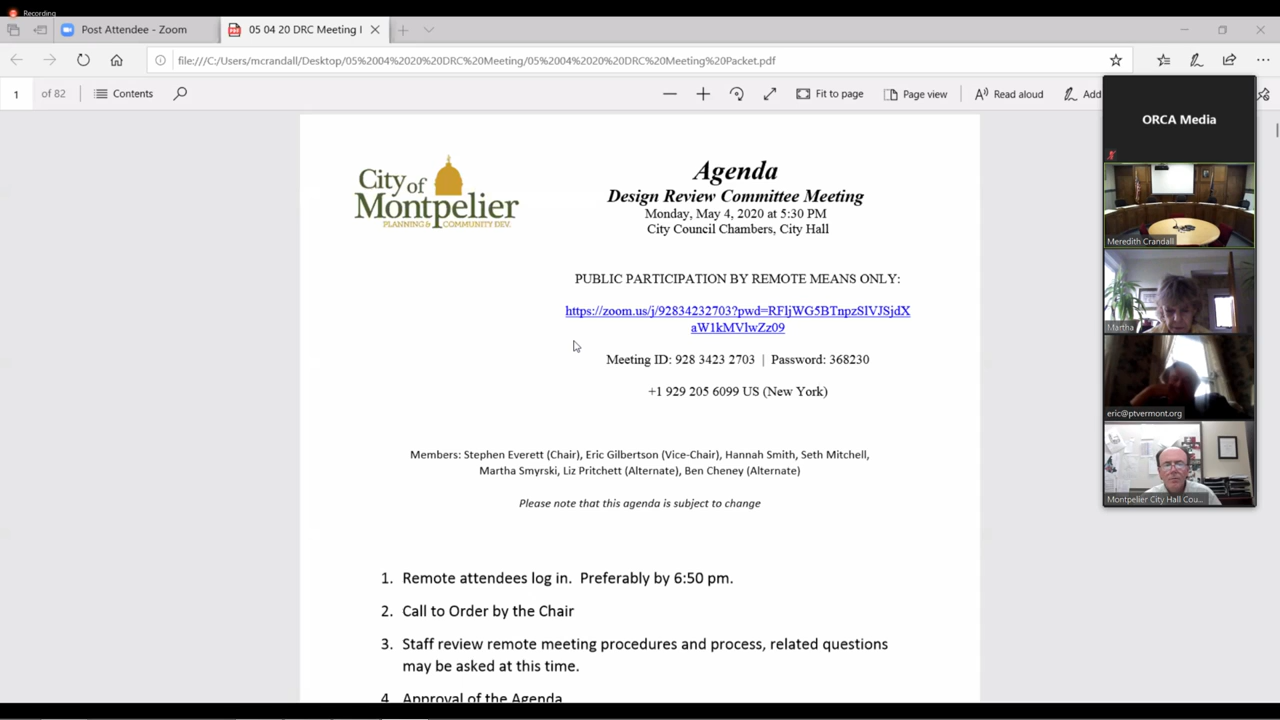 Recording
Post Attendee - Zoom
05 04 20 DRC Meeting I
file:///C:/Users/mcrandall/Desktop/05%2004%2020%20DRC%20Meeting/05%2004%2020%20DRC%20Meeting%20Packet.pdf
1 of 82 Contents Fit to page Page view Read aloud Add
ORCA Media
City of
Montpelier
PLANNING & COMMUNITY DEV.
Agenda
Design Review Committee Meeting
Monday, May 4, 2020 at 5:30 PM
City Council Chambers, City Hall
Meredith Crandall
PUBLIC PARTICIPATION BY REMOTE MEANS ONLY:
https://zoom.us/j/92834232703?pwd=RFljWG5BTnpzSlVJSjdX
aW1kMVlwZz09
Martha
Meeting ID: 928 3423 2703 | Password: 368230
+1 929 205 6099 US (New York)
eric@ptvermont.org
Members: Stephen Everett (Chair), Eric Gilbertson (Vice-Chair), Hannah Smith, Seth Mitchell,
Martha Smyrski, Liz Pritchett (Alternate), Ben Cheney (Alternate)
Montpelier City Hall Cou...
Please note that this agenda is subject to change
1. Remote attendees log in. Preferably by 6:50 pm.
2. Call to Order by the Chair
3. Staff review remote meeting procedures and process, related questions
may be asked at this time.
4. Approval of the Agenda